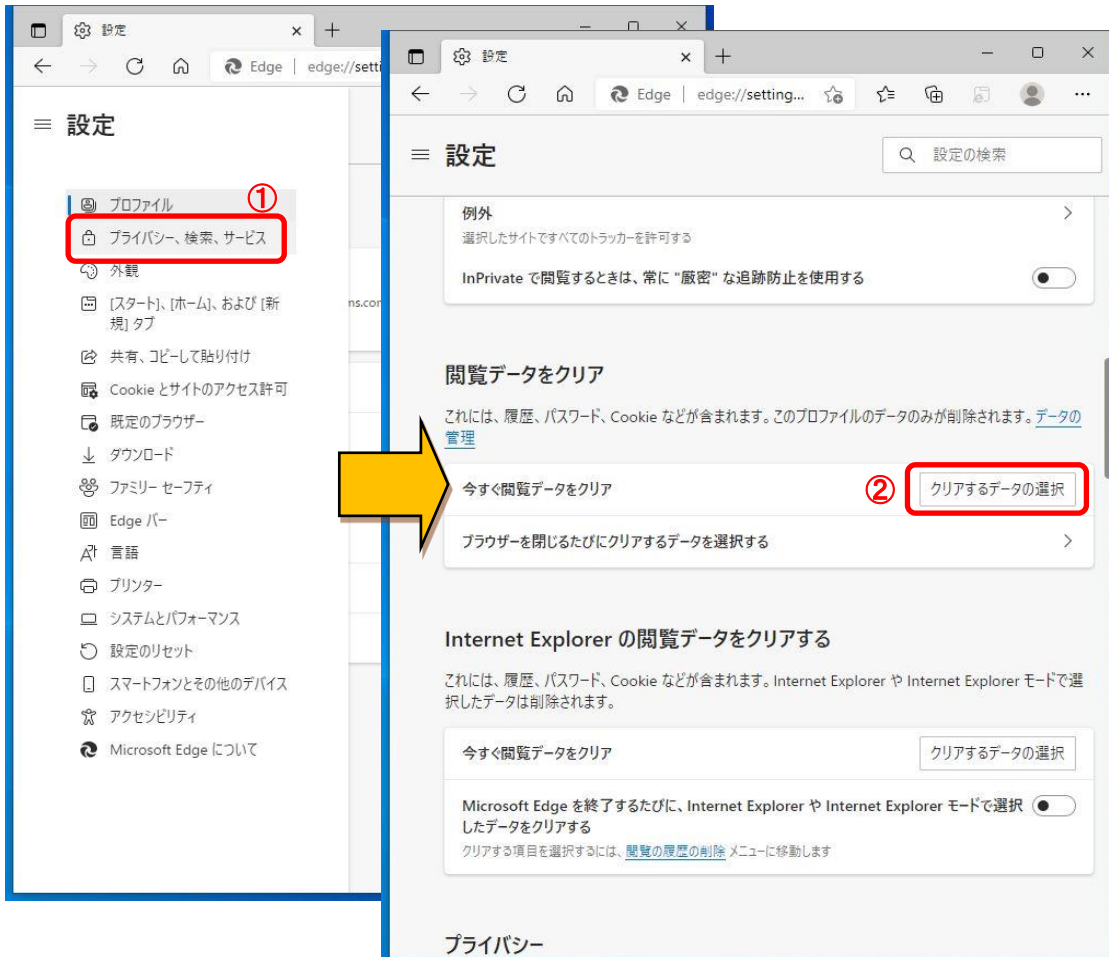 設定
Edge | edge://setti
設定
①
プロファイル
プライバシー、検索、サービス
外観
[スタート]、[ホーム]、および [新
規] タブ
共有、コピーして貼り付け
Cookie とサイトのアクセス許可
既定のブラウザー
ダウンロード
ファミリー セーフティ
Edge バー
言語
プリンター
システムとパフォーマンス
設定のリセット
スマートフォンとその他のデバイス
アクセシビリティ
Microsoft Edge について
ns.con
設定
Edge | edge://setting...
設定
設定の検索
例外
選択したサイトですべてのトラッカーを許可する
InPrivate で閲覧するときは、常に "厳密" な追跡防止を使用する
閲覧データをクリア
これには、履歴、パスワード、Cookie などが含まれます。このプロファイルのデータのみが削除されます。データの
管理
今すぐ閲覧データをクリア
②
クリアするデータの選択
ブラウザーを閉じるたびにクリアするデータを選択する
Internet Explorer の閲覧データをクリアする
これには、履歴、パスワード、Cookie などが含まれます。Internet Explorer や Internet Explorer モードで選
択したデータは削除されます。
今すぐ閲覧データをクリア
クリアするデータの選択
Microsoft Edge を終了するたびに、Internet Explorer や Internet Explorer モードで選択
したデータをクリアする
クリアする項目を選択するには、閲覧の履歴の削除 メニューに移動します
プライバシー